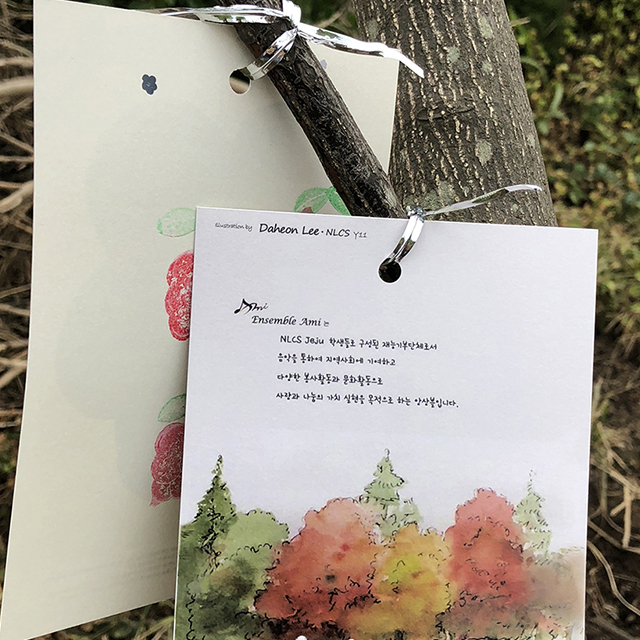 illustration by Daheon Lee · NLCS Y11
Ami
Ensemble Ami 는
NLCS Jeju 학생들로 구성된 재능기부단체로서
음악을 통하여 지역사회에 기여하고
다양한 봉사활동과 문화활동으로
사랑과 나눔의 가치 실현을 목적으로 하는 앙상블입니다.